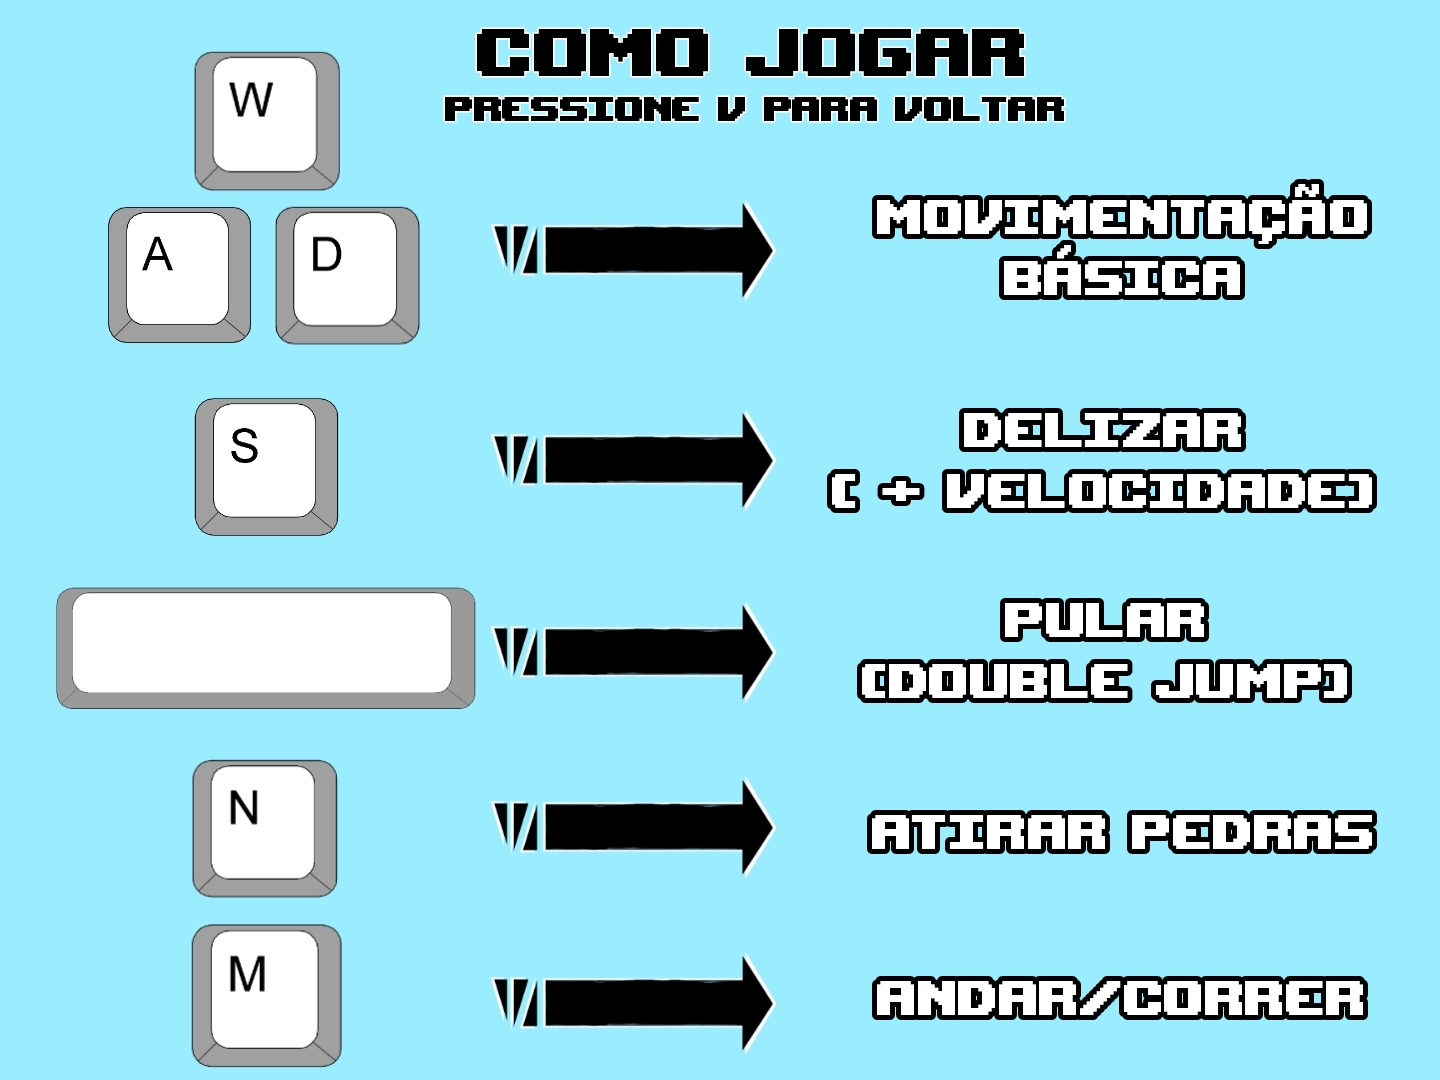 COMO JOGAR
PRESSIONE V PARA VOLTAR
W
A D
MOVIMENTAÇÃO
BÁSICA
S
DELIZAR
( + VELOCIDADE)
PULAR
(DOUBLE JUMP)
N
ATIRAR PEDRAS
M
ANDAR/CORRER